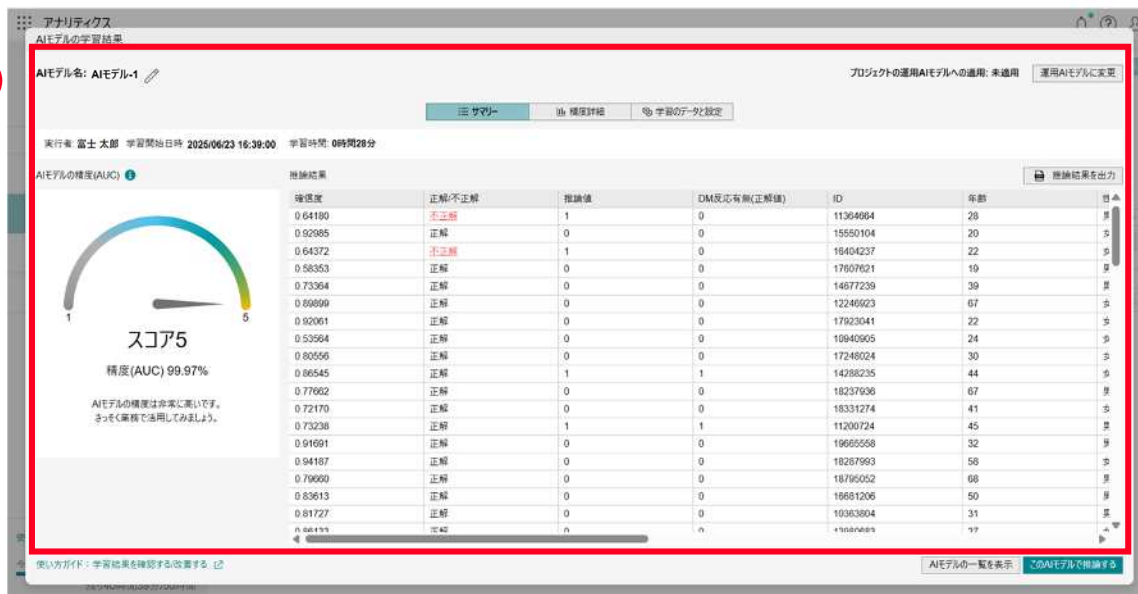 アナリティクス
AIモデルの学習結果
AIモデル名: AIモデル-1
プロジェクトの運用AIモデルへの適用: 未適用
運用AIモデルに変更
サマリー 精度詳細 学習のデータと設定
実行者 富士 太郎 学習開始日時 2025/06/23 16:39:00 学習時間 0時間28分
AIモデルの精度(AUC)
推論結果
推論結果を出力
1 5
スコア5
精度(AUC) 99.97%
AIモデルの精度は非常に高いです。
さっそく業務で活用してみましょう。
確信度 正解/不正解 推論値 DM反応有無(正解値) ID 年齢
0.64180 不正解 1 0 11364664 28 男
0.92985 正解 0 0 15550104 20 女
0.64372 不正解 1 0 16404237 22 女
0.58353 正解 0 0 17607621 19 男
0.73364 正解 0 0 14677239 39 男
0.89899 正解 0 0 12246923 67 女
0.92061 正解 0 0 17923041 22 女
0.53564 正解 0 0 10940905 24 女
0.80556 正解 0 0 17248024 30 女
0.86545 正解 1 1 14288235 44 女
0.77662 正解 0 0 18237936 67 男
0.72170 正解 0 0 18331274 41 女
0.73238 正解 1 1 11200724 45 男
0.91691 正解 0 0 19665558 32 男
0.94187 正解 0 0 18287993 58 女
0.79660 正解 0 0 18795052 68 男
0.83613 正解 0 0 16681206 50 男
0.81727 正解 0 0 10363804 31 男
使い方ガイド：学習結果を確認する/改善する
AIモデルの一覧を表示
このAIモデルで推論する